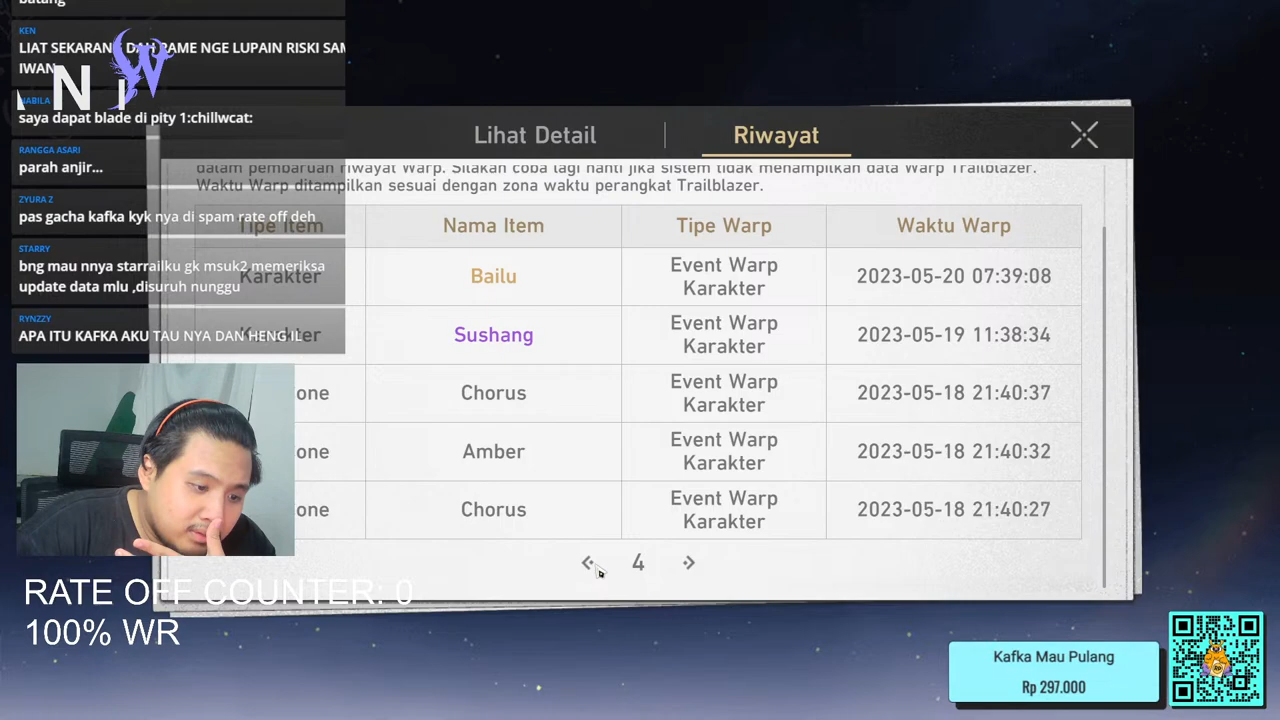 batang
KEN
LIAT SEKARANG DAH RAME NGE LUPAIN RISKI SAM
IWAN
NABILA
saya dapat blade di pity 1:chillwcat:
RANGGA ASARI
parah anjir...
ZYURA Z
pas gacha kafka kyk nya di spam rate off deh
STARRY
bng mau nnya starrailku gk msuk2 memeriksa
update data mlu ,disuruh nunggu
RYNZZY
APA ITU KAFKA AKU TAU NYA DAN HENG IL
Lihat Detail
Riwayat
dalam pembaruan riwayat Warp. Silakan coba lagi nanti jika sistem tidak menampilkan data Warp Trailblazer.
Waktu Warp ditampilkan sesuai dengan zona waktu perangkat Trailblazer.
Tipe Item Nama Item Tipe Warp Waktu Warp
Karakter Bailu Event Warp Karakter 2023-05-20 07:39:08
Karakter Sushang Event Warp Karakter 2023-05-19 11:38:34
one Chorus Event Warp Karakter 2023-05-18 21:40:37
one Amber Event Warp Karakter 2023-05-18 21:40:32
one Chorus Event Warp Karakter 2023-05-18 21:40:27
4
RATE OFF COUNTER: 0
100% WR
Kafka Mau Pulang
Rp 297.000